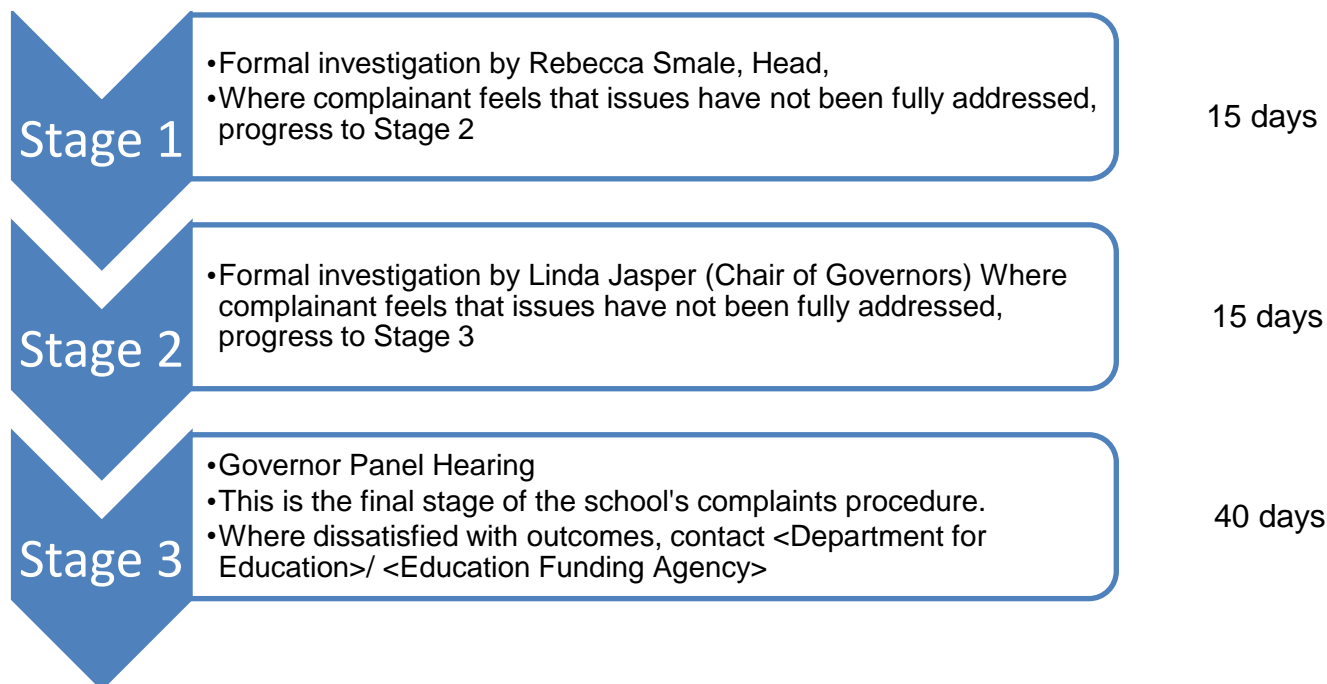 Stage 1
•Formal investigation by Rebecca Smale, Head,
•Where complainant feels that issues have not been fully addressed,
progress to Stage 2
15 days
Stage 2
•Formal investigation by Linda Jasper (Chair of Governors) Where
complainant feels that issues have not been fully addressed,
progress to Stage 3
15 days
Stage 3
•Governor Panel Hearing
•This is the final stage of the school's complaints procedure.
•Where dissatisfied with outcomes, contact <Department for
Education>/ <Education Funding Agency>
40 days